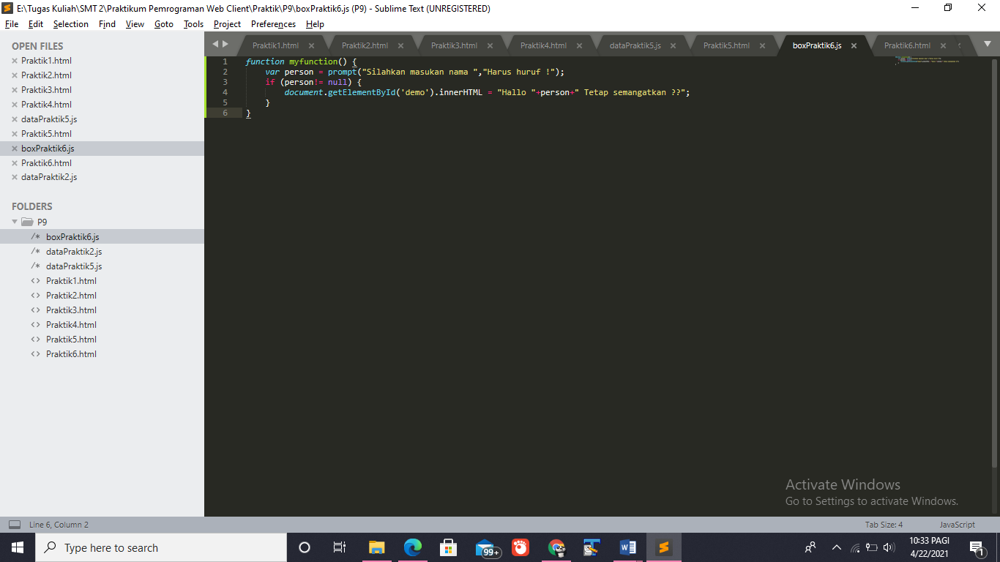 E:\Tugas Kuliah\SMT 2\Praktikum Pemrograman Web Client\Praktik\P9\boxPraktik6.js (P9) - Sublime Text (UNREGISTERED)
File Edit Selection Find View Goto Tools Project Preferences Help
OPEN FILES
Praktik1.html
Praktik2.html
Praktik3.html
Praktik4.html
dataPraktik5.js
Praktik5.html
boxPraktik6.js
Praktik6.html
dataPraktik2.js
FOLDERS
P9
/* boxPraktik6.js
/* dataPraktik2.js
/* dataPraktik5.js
<> Praktik1.html
<> Praktik2.html
<> Praktik3.html
<> Praktik4.html
<> Praktik5.html
<> Praktik6.html
Praktik1.html Praktik2.html Praktik3.html Praktik4.html dataPraktik5.js Praktik5.html boxPraktik6.js Praktik6.html
1 function myfunction() {
2 var person = prompt("Silahkan masukan nama ","Harus huruf !");
3 if (person!= null) {
4 document.getElementById('demo').innerHTML = "Hallo "+person+" Tetap semangatkan ??";
5 }
6 }
Activate Windows
Go to Settings to activate Windows.
Line 6, Column 2 Tab Size: 4 JavaScript
Type here to search
99+
10:33 PAGI
4/22/2021
1